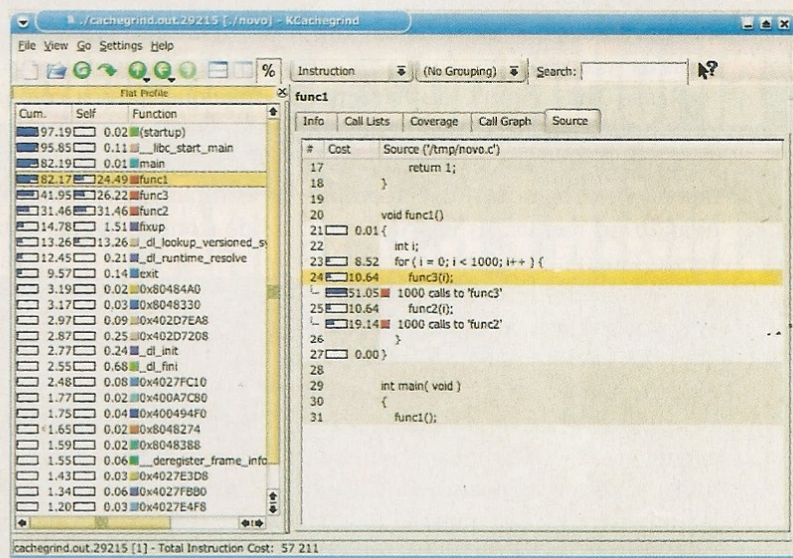 ./cachegrind.out.29215 [./novo] - KCachegrind
File View Go Settings Help
% Instruction (No Grouping) Search:
Flat Profile
Cum. Self Function
97.19 0.02 (startup)
95.85 0.11 __libc_start_main
82.19 0.01 main
82.17 24.49 func1
41.95 26.22 func3
31.46 31.46 func2
14.78 1.51 fixup
13.26 13.26 _dl_lookup_versioned_sy
12.45 0.21 _dl_runtime_resolve
9.57 0.14 exit
3.19 0.02 0x80484A0
3.17 0.03 0x8048330
2.97 0.09 0x402D7EA8
2.87 0.25 0x402D7208
2.77 0.24 _dl_init
2.55 0.68 _dl_fini
2.48 0.08 0x4027FC10
1.77 0.02 0x400A7C80
1.75 0.04 0x400494F0
1.65 0.02 0x8048274
1.59 0.02 0x8048388
1.55 0.06 __deregister_frame_info
1.43 0.03 0x4027E3D8
1.34 0.06 0x4027FBB0
1.20 0.03 0x4027E4F8
func1
Info Call Lists Coverage Call Graph Source
# Cost Source ('/tmp/novo.c')
17 return 1;
18 }
19
20 void func1()
21 0.01 {
22 int i;
23 8.52 for ( i = 0; i < 1000; i++ ) {
24 10.64 func3(i);
51.05 1000 calls to 'func3'
25 10.64 func2(i);
19.14 1000 calls to 'func2'
26 }
27 0.00 }
28
29 int main( void )
30 {
31 func1();
cachegrind.out.29215 [1] - Total Instruction Cost: 57 211